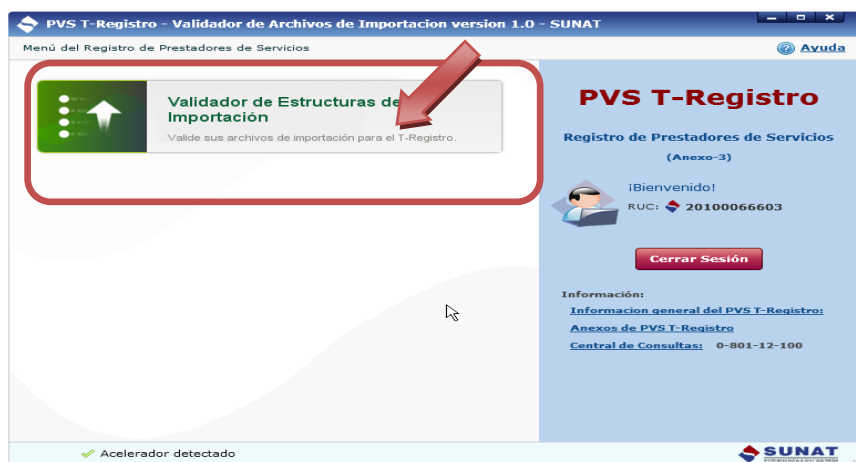 PVS T-Registro - Validador de Archivos de Importacion version 1.0 - SUNAT
Menú del Registro de Prestadores de Servicios
Ayuda
Validador de Estructuras de
Importación
Valide sus archivos de importación para el T-Registro.
PVS T-Registro
Registro de Prestadores de Servicios
(Anexo-3)
¡Bienvenido!
RUC: 20100066603
Cerrar Sesión
Información:
Informacion general del PVS T-Registro:
Anexos de PVS T-Registro
Central de Consultas: 0-801-12-100
Acelerador detectado
SUNAT